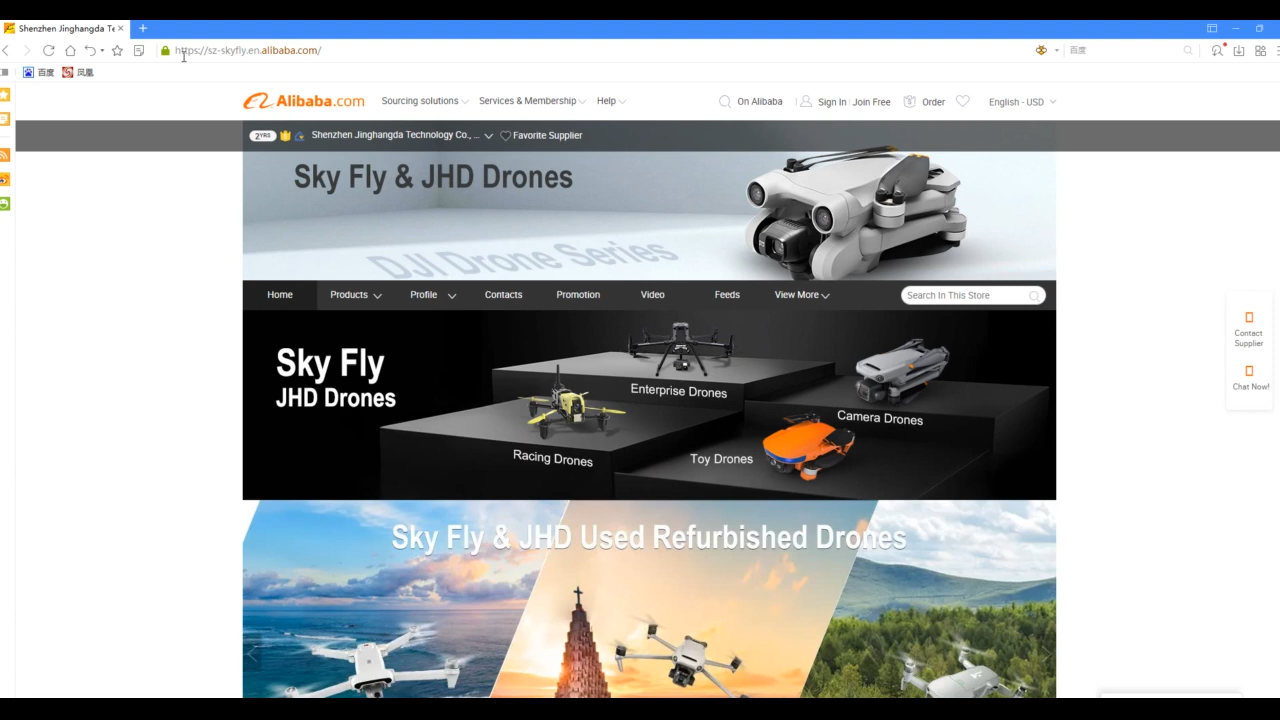 Shenzhen Jinghangda Te
https://sz-skyfly.en.alibaba.com/
百度
百度
凤凰
Alibaba.com
Sourcing solutions
Services & Membership
Help
On Alibaba
Sign In
Join Free
Order
English - USD
2YRS
Shenzhen Jinghangda Technology Co., ...
Favorite Supplier
Sky Fly & JHD Drones
DJI Drone Series
Home
Products
Profile
Contacts
Promotion
Video
Feeds
View More
Search In This Store
Contact
Supplier
Chat Now!
Sky Fly
JHD Drones
Enterprise Drones
Camera Drones
Racing Drones
Toy Drones
Sky Fly & JHD Used Refurbished Drones